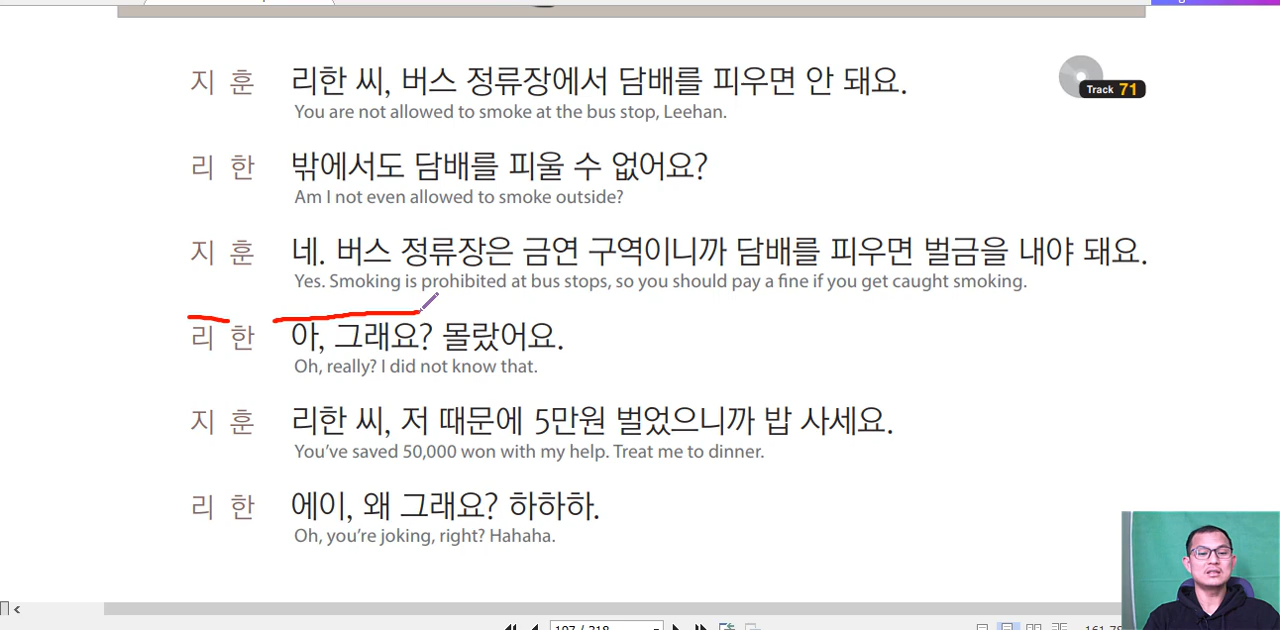 지 훈 리한 씨, 버스 정류장에서 담배를 피우면 안 돼요.
You are not allowed to smoke at the bus stop, Leehan.
Track 71
리 한 밖에서도 담배를 피울 수 없어요?
Am I not even allowed to smoke outside?
지 훈 네. 버스 정류장은 금연 구역이니까 담배를 피우면 벌금을 내야 돼요.
Yes. Smoking is prohibited at bus stops, so you should pay a fine if you get caught smoking.
리 한 아, 그래요? 몰랐어요.
Oh, really? I did not know that.
지 훈 리한 씨, 저 때문에 5만원 벌었으니까 밥 사세요.
You’ve saved 50,000 won with my help. Treat me to dinner.
리 한 에이, 왜 그래요? 하하하.
Oh, you’re joking, right? Hahaha.